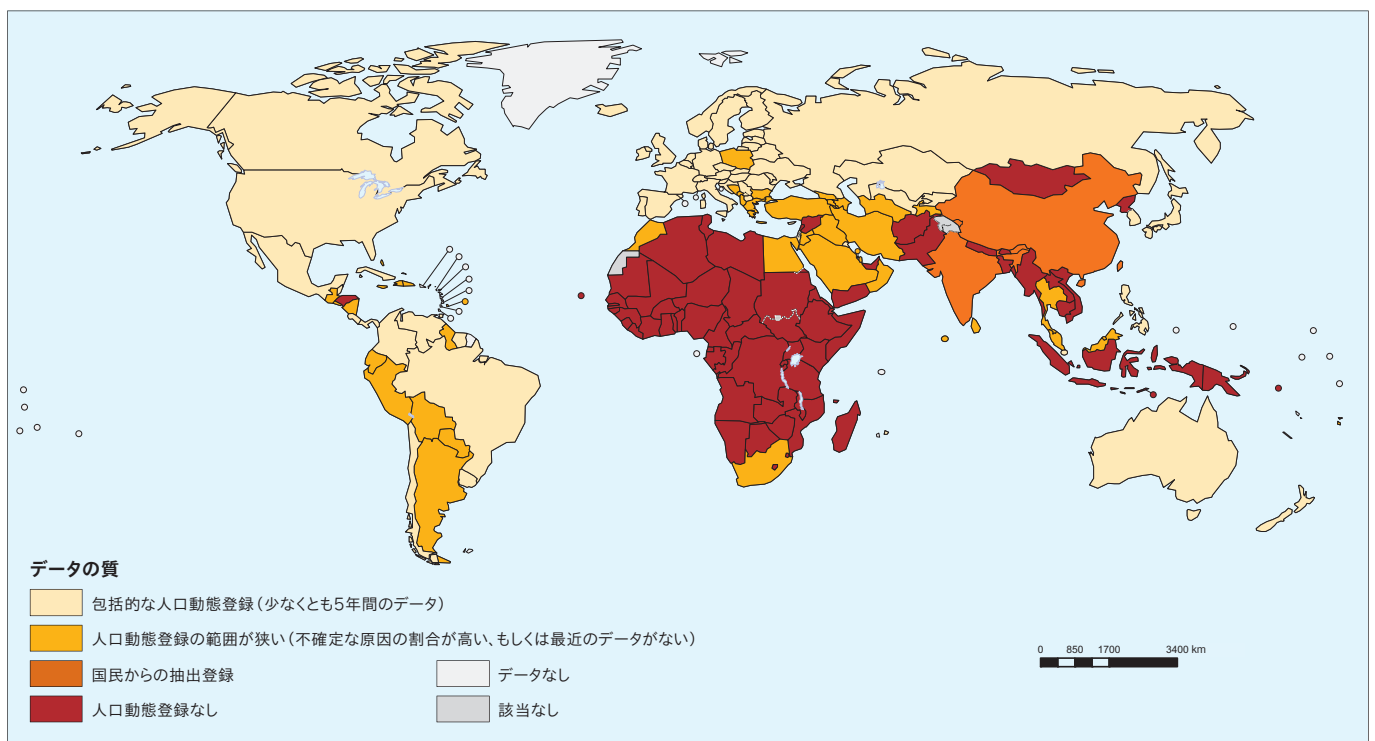 データの質
包括的な人口動態登録（少なくとも5年間のデータ）
人口動態登録の範囲が狭い（不確定な原因の割合が高い、もしくは最近のデータがない）
国民からの抽出登録
データなし
人口動態登録なし
該当なし
0 850 1700 3400 km